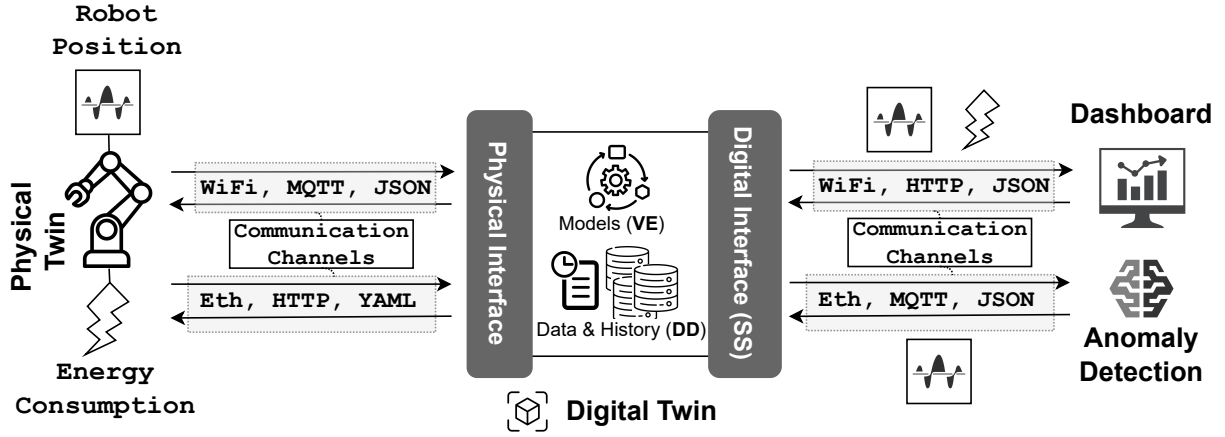 Robot
Position
Physical
Twin
Energy
Consumption
WiFi, MQTT, JSON
Communication
Channels
Eth, HTTP, YAML
Physical Interface
Models (VE)
Data & History (DD)
Digital Interface (SS)
Digital Twin
WiFi, HTTP, JSON
Communication
Channels
Eth, MQTT, JSON
Dashboard
Anomaly
Detection